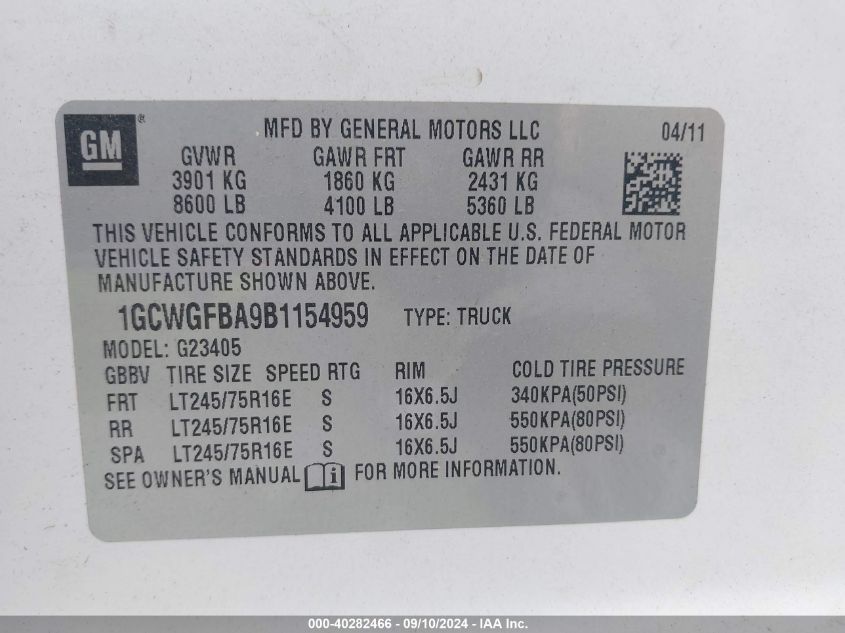 GM®
MFD BY GENERAL MOTORS LLC 04/11
GVWR GAWR FRT GAWR RR
3901 KG 1860 KG 2431 KG
8600 LB 4100 LB 5360 LB
THIS VEHICLE CONFORMS TO ALL APPLICABLE U.S. FEDERAL MOTOR
VEHICLE SAFETY STANDARDS IN EFFECT ON THE DATE OF
MANUFACTURE SHOWN ABOVE.
1GCWGFBA9B1154959 TYPE: TRUCK
MODEL: G23405
GBBV TIRE SIZE SPEED RTG RIM COLD TIRE PRESSURE
FRT LT245/75R16E S 16X6.5J 340KPA(50PSI)
RR LT245/75R16E S 16X6.5J 550KPA(80PSI)
SPA LT245/75R16E S 16X6.5J 550KPA(80PSI)
SEE OWNER'S MANUAL i FOR MORE INFORMATION.
000-40282466 - 09/10/2024 - IAA Inc.